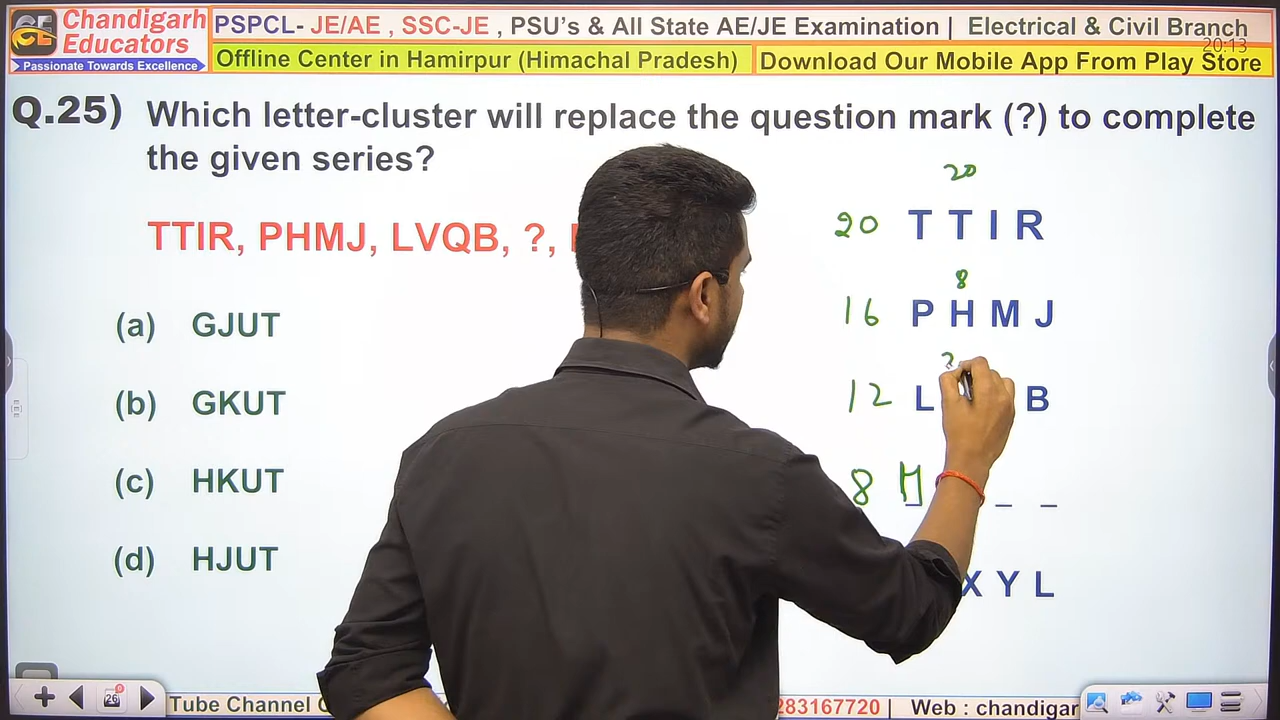 Chandigarh
Educators
Passionate Towards Excellence
PSPCL- JE/AE , SSC-JE , PSU's & All State AE/JE Examination | Electrical & Civil Branch
20:13
Offline Center in Hamirpur (Himachal Pradesh)
Download Our Mobile App From Play Store
Q.25) Which letter-cluster will replace the question mark (?) to complete
the given series?
TTIR, PHMJ, LVQB, ?,
(a) GJUT
(b) GKUT
(c) HKUT
(d) HJUT
20
20 T T I R
8
16 P H M J
12 L B
8 H _ _
X Y L
26
Tube Channel
283167720 | Web : chandigar